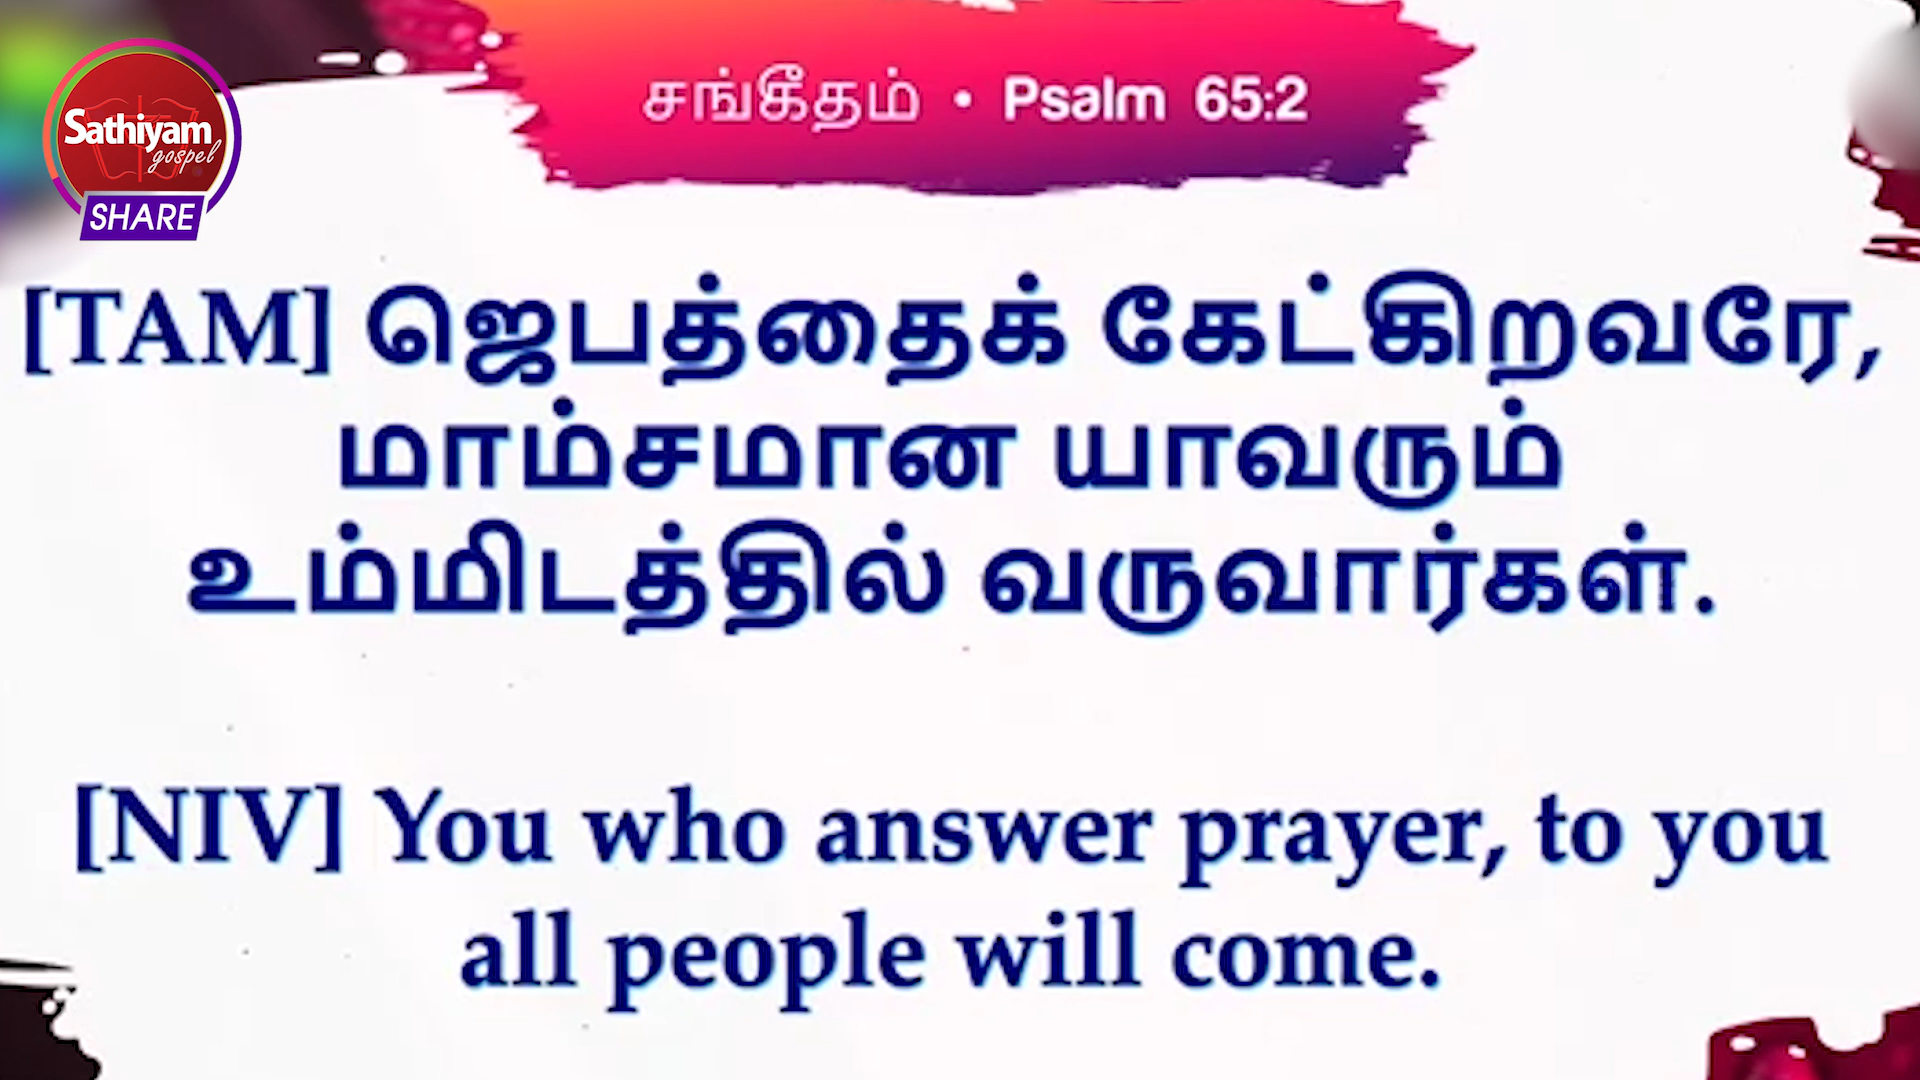 Sathiyam
gospel
SHARE
சங்கீதம் • Psalm 65:2
[TAM] ஜெபத்தைக் கேட்கிறவரே,
மாம்சமான யாவரும்
உம்மிடத்தில் வருவார்கள்.
[NIV] You who answer prayer, to you
all people will come.